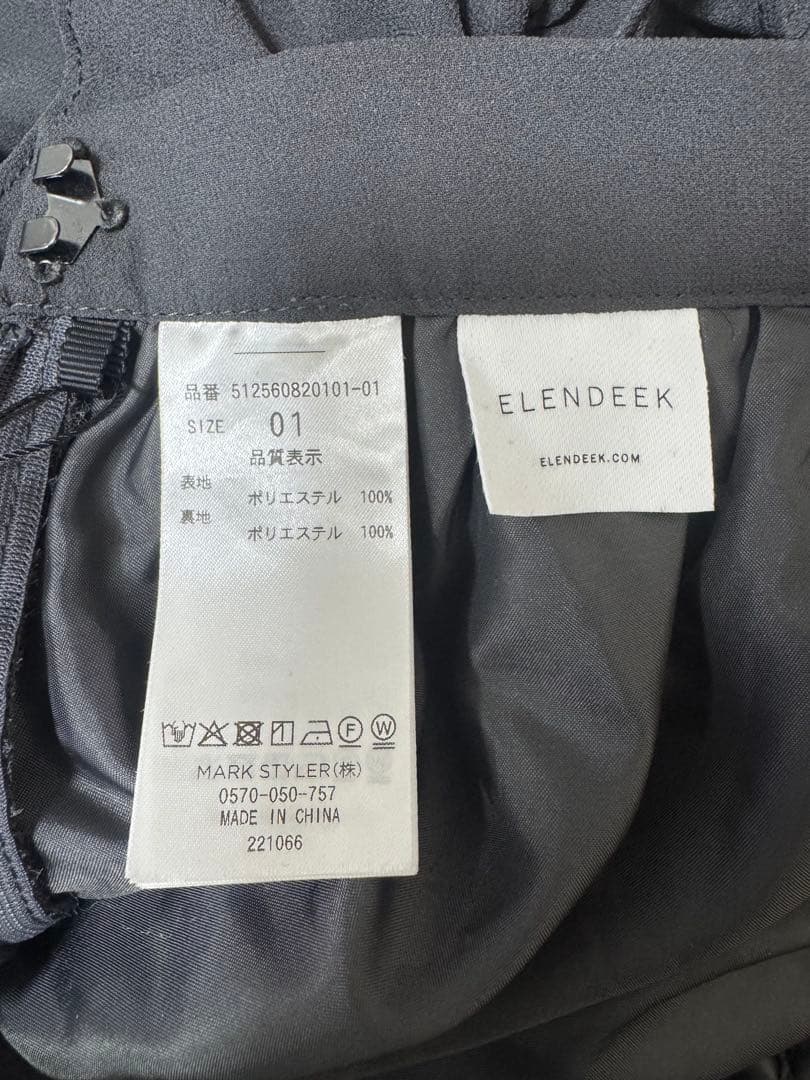 品番 512560820101-01
SIZE 01
品質表示
表地
ポリエステル 100%
裏地
ポリエステル 100%
F W
MARK STYLER(株)
0570-050-757
MADE IN CHINA
221066
ELENDEEK
ELENDEEK.COM